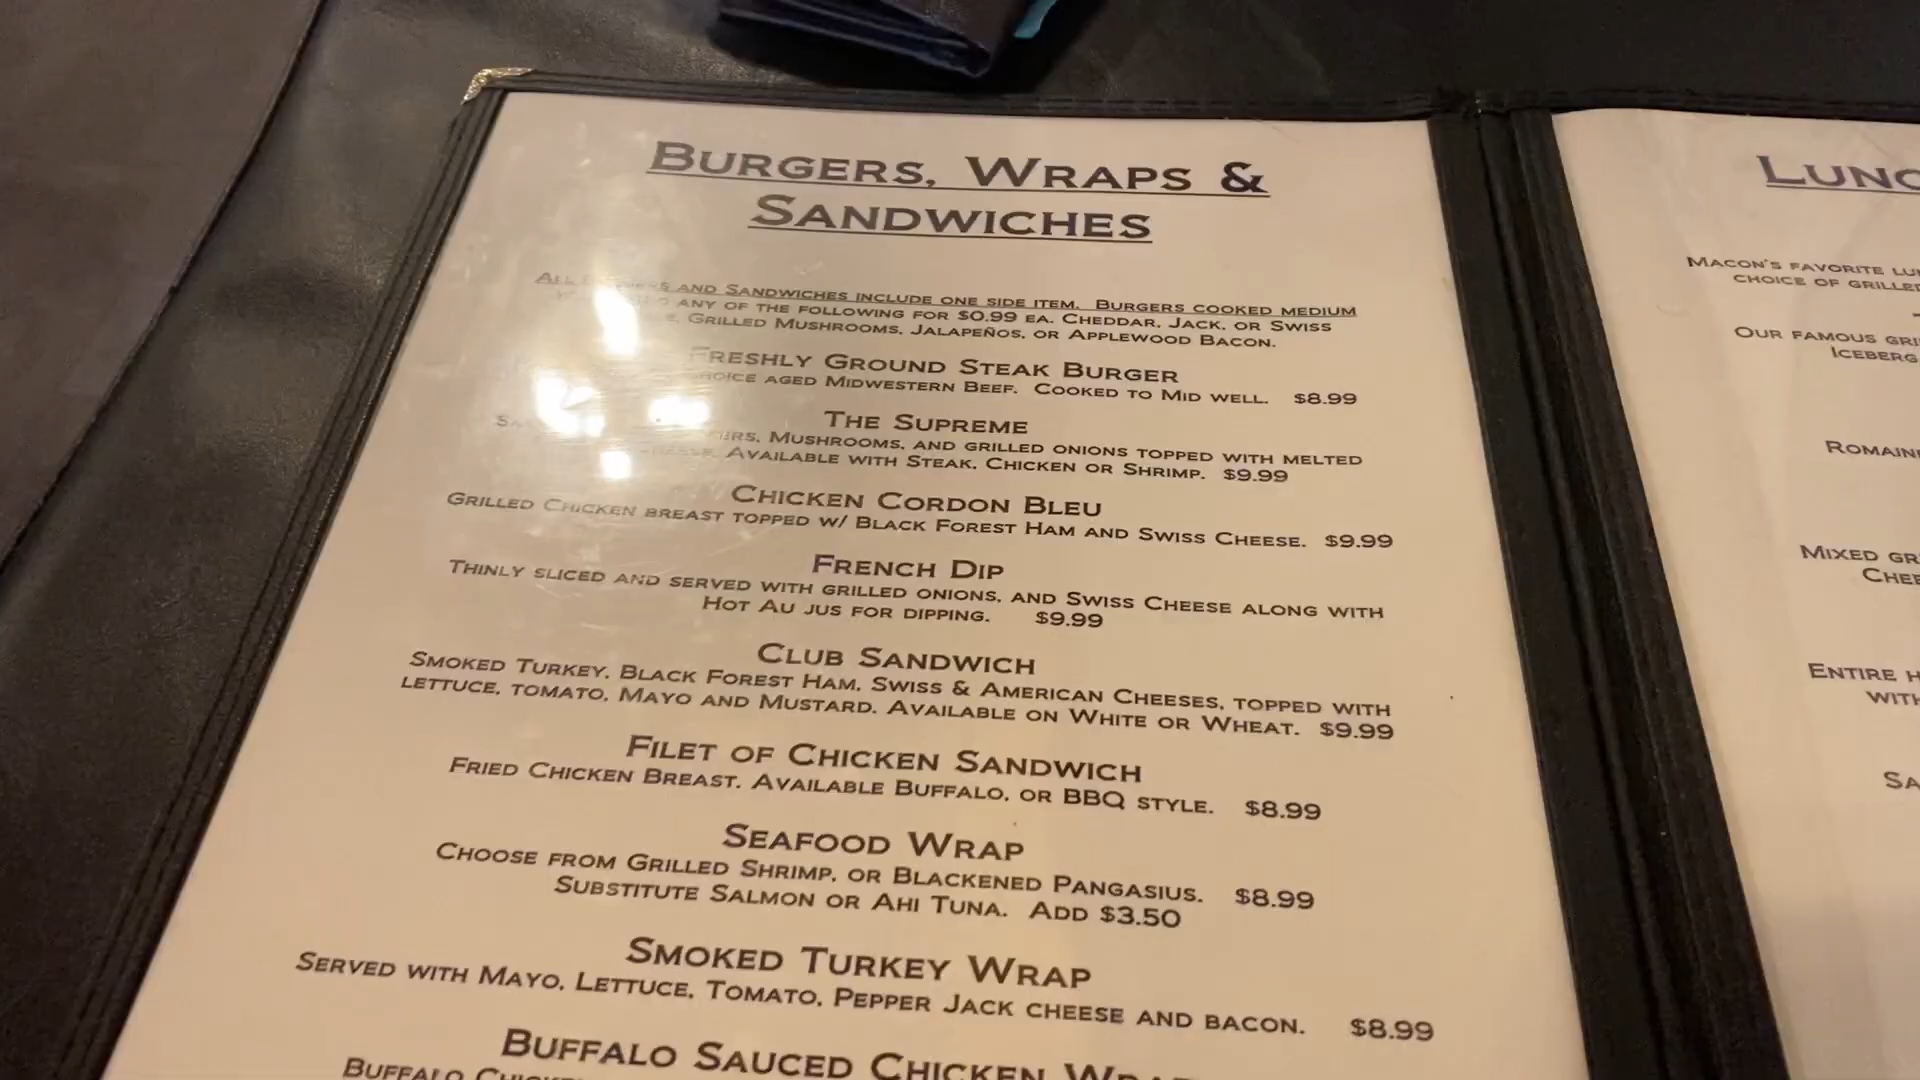 BURGERS, WRAPS &
SANDWICHES
ALL AND SANDWICHES INCLUDE ONE SIDE ITEM. BURGERS COOKED MEDIUM
ANY OF THE FOLLOWING FOR $0.99 EA. CHEDDAR, JACK, OR SWISS
GRILLED MUSHROOMS, JALAPEÑOS, OR APPLEWOOD BACON.
FRESHLY GROUND STEAK BURGER
CHOICE AGED MIDWESTERN BEEF. COOKED TO MID WELL. $8.99
THE SUPREME
MUSHROOMS, AND GRILLED ONIONS TOPPED WITH MELTED
CHEESE. AVAILABLE WITH STEAK, CHICKEN OR SHRIMP. $9.99
CHICKEN CORDON BLEU
GRILLED CHICKEN BREAST TOPPED W/ BLACK FOREST HAM AND SWISS CHEESE. $9.99
FRENCH DIP
THINLY SLICED AND SERVED WITH GRILLED ONIONS, AND SWISS CHEESE ALONG WITH
HOT AU JUS FOR DIPPING. $9.99
CLUB SANDWICH
SMOKED TURKEY, BLACK FOREST HAM, SWISS & AMERICAN CHEESES, TOPPED WITH
LETTUCE, TOMATO, MAYO AND MUSTARD. AVAILABLE ON WHITE OR WHEAT. $9.99
FILET OF CHICKEN SANDWICH
FRIED CHICKEN BREAST. AVAILABLE BUFFALO, OR BBQ STYLE. $8.99
SEAFOOD WRAP
CHOOSE FROM GRILLED SHRIMP, OR BLACKENED PANGASIUS. $8.99
SUBSTITUTE SALMON OR AHI TUNA. ADD $3.50
SMOKED TURKEY WRAP
SERVED WITH MAYO, LETTUCE, TOMATO, PEPPER JACK CHEESE AND BACON. $8.99
BUFFALO SAUCED CHICKEN
BUFFALO
MACON'S FAVORITE
CHOICE OF
OUR FAMOUS
ICEBERG
MIXED
ENTIRE